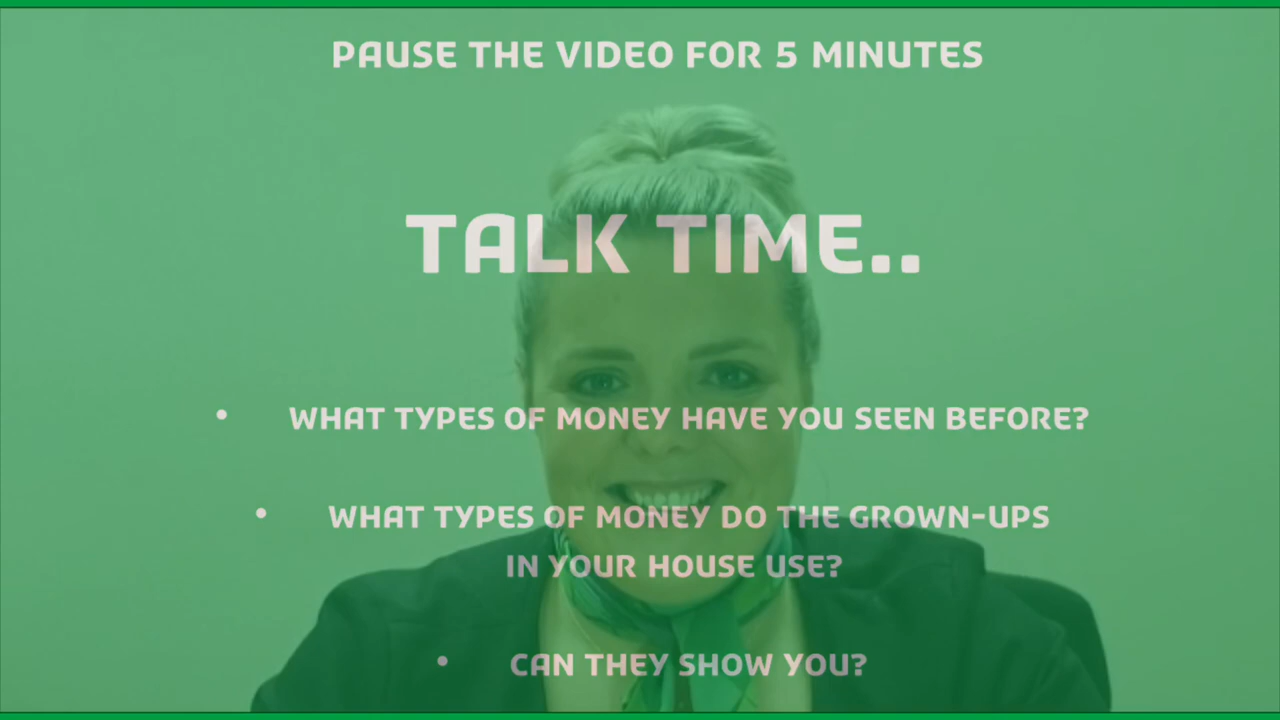 PAUSE THE VIDEO FOR 5 MINUTES
TALK TIME..
• WHAT TYPES OF MONEY HAVE YOU SEEN BEFORE?
• WHAT TYPES OF MONEY DO THE GROWN-UPS
IN YOUR HOUSE USE?
• CAN THEY SHOW YOU?